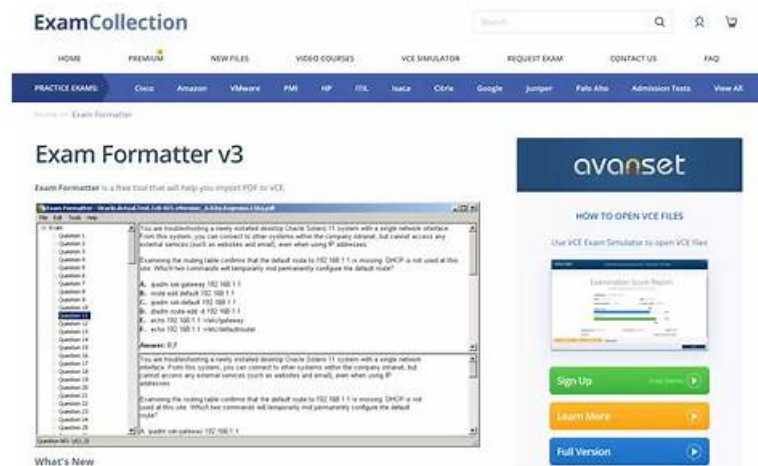 ExamCollection
Search
HOME PREMIUM NEW FILES VIDEO COURSES VCE SIMULATOR REQUEST EXAM CONTACT US FAQ
PRACTICE EXAMS: Cisco Amazon VMware PMI HP ITIL Isaca Citrix Google Juniper Palo Alto Admission Tests View All
Home >> Exam Formatter
Exam Formatter v3
Exam Formatter is a free tool that will help you import PDF to VCE.
Exam Formatter -
File Edit Tools Help
Exam
Question 1
Question 2
Question 3
Question 4
Question 5
Question 6
Question 7
Question 8
Question 9
Question 10
Question 11
Question 12
Question 13
Question 14
Question 15
Question 16
Question 17
Question 18
Question 19
Question 20
Question 21
Question 22
Question 23
Question 24
Question 25
You are troubleshooting a newly installed desktop Oracle Solaris 11 system with a single network interface.
From this system, you can connect to other systems within the company intranet, but cannot access any
external services (such as websites and email), even when using IP addresses.
Examining the routing table confirms that the default route to 192.168.1.1 is missing. DHCP is not used at this
site. Which two commands will temporarily and permanently configure the default route?
A. ipadm set-gateway 192.168.1.1
B. route add default 192.168.1.1
C. ipadm set-default 192.168.1.1
D. dladm route-add -d 192.168.1.1
E. echo 192.168.1.1 >/etc/gateway
F. echo 192.168.1.1 >/etc/defaultrouter
Answer: B,F
You are troubleshooting a newly installed desktop Oracle Solaris 11 system with a single network
interface. From this system, you can connect to other systems within the company intranet, but
cannot access any external services (such as websites and email), even when using IP
addresses.
Examining the routing table confirms that the default route to 192.168.1.1 is missing. DHCP is not
used at this site. Which two commands will temporarily and permanently configure the default
route?
A. ipadm set-gateway 192.168.1.1
What's New
avanset
HOW TO OPEN VCE FILES
Use VCE Exam Simulator to open VCE files
Examination Score Report
Sign Up
Free Demo
Learn More
Full Version